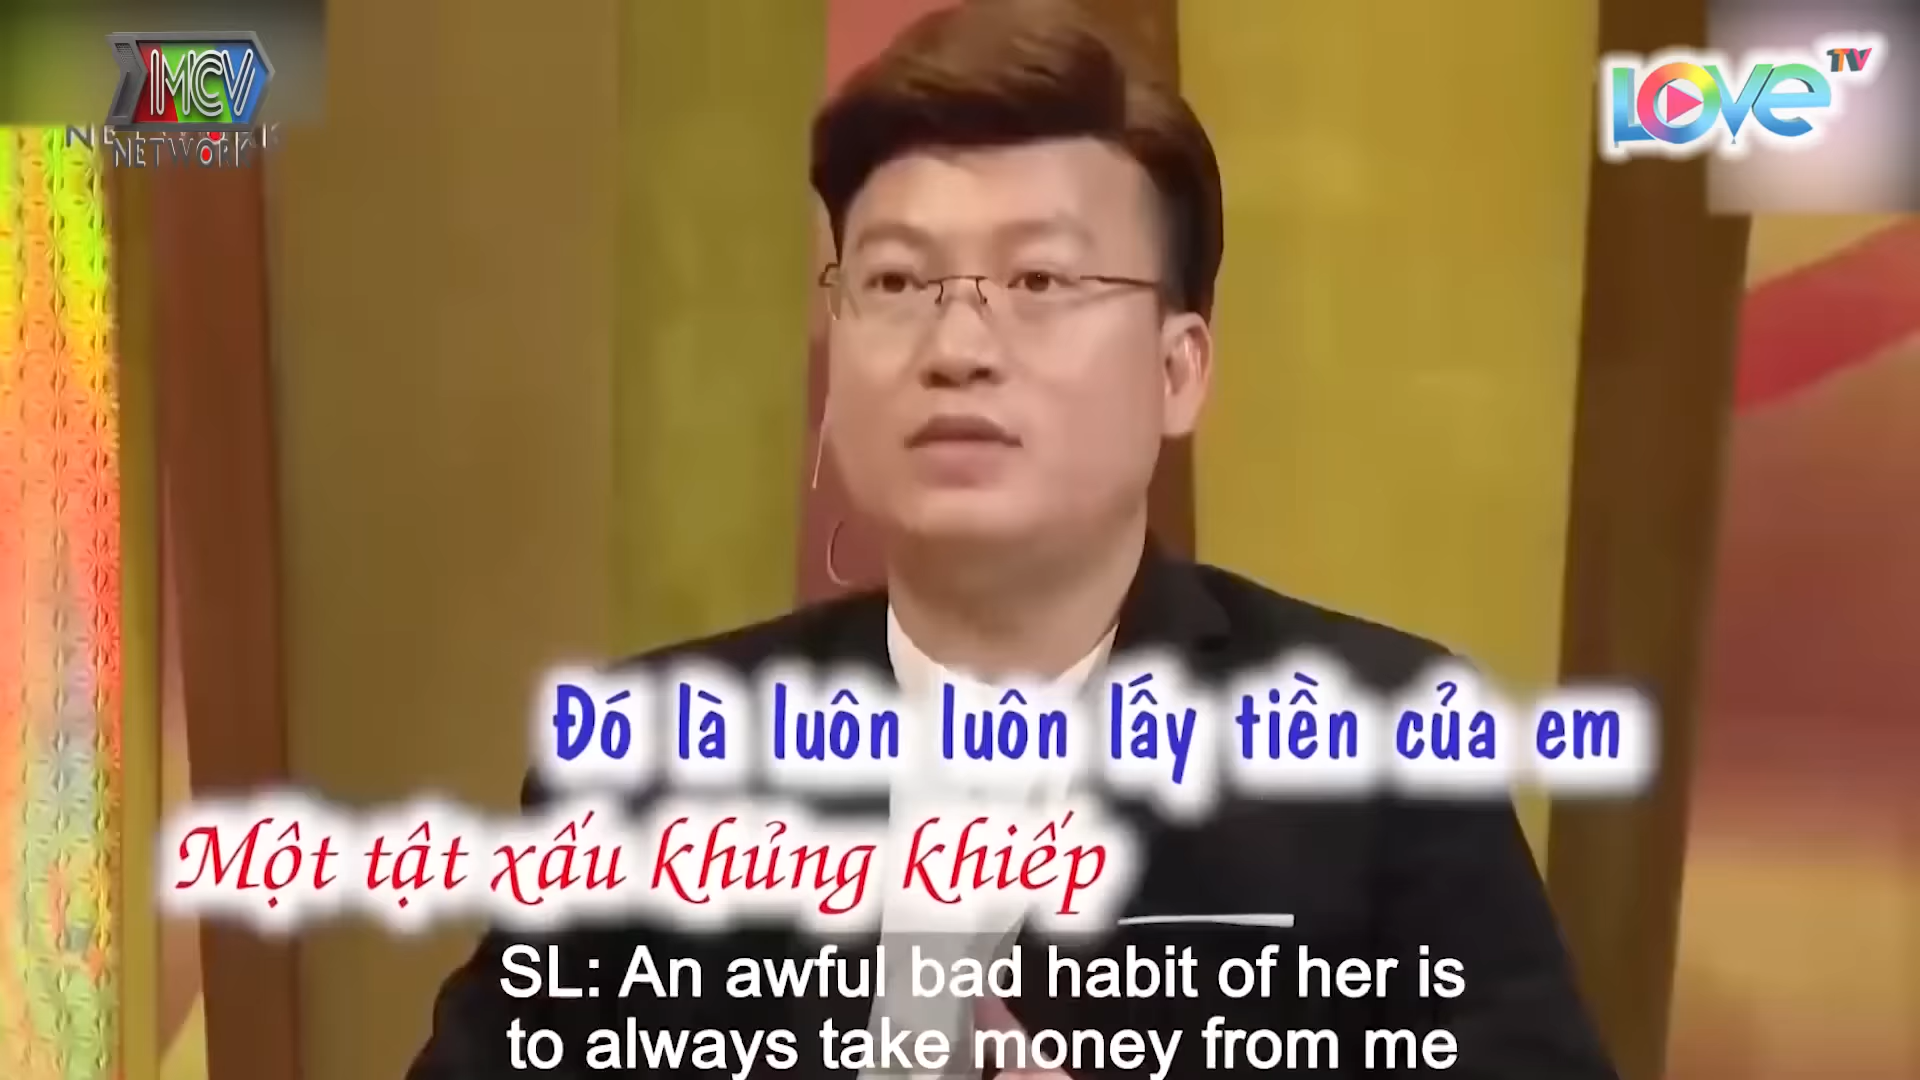 MCV
NETWORK
LOVE TV
Đó là luôn luôn lấy tiền của em
Một tật xấu khủng khiếp
SL: An awful bad habit of her is
to always take money from me